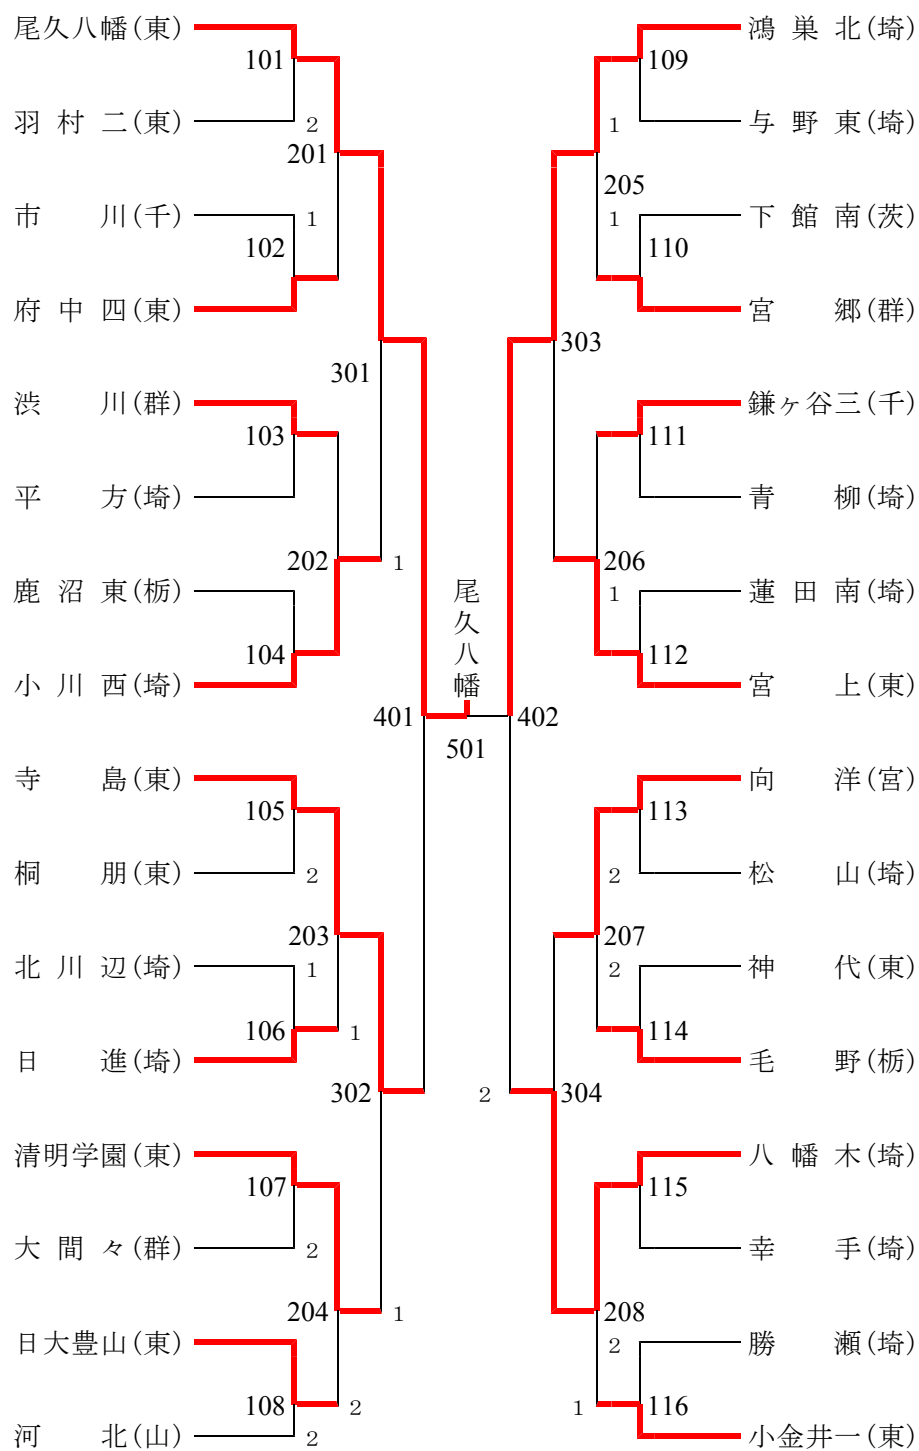 尾久八幡(東)
101
羽村二(東)
2
201
市川(千)
1
102
府中四(東)
301
渋川(群)
103
平方(埼)
202
1
鹿沼東(栃)
104
小川西(埼)
401
寺島(東)
105
桐朋(東)
2
203
北川辺(埼)
1
106
1
日進(埼)
302
清明学園(東)
107
大間々(群)
2
204
1
日大豊山(東)
108
2
河北(山)
2
尾久八幡
501
鴻巣北(埼)
109
1
与野東(埼)
205
1
下館南(茨)
110
宮郷(群)
303
鎌ヶ谷三(千)
111
青柳(埼)
206
1
蓮田南(埼)
112
宮上(東)
402
向洋(宮)
113
2
松山(埼)
207
2
神代(東)
114
毛野(栃)
2
304
八幡木(埼)
115
幸手(埼)
208
2
勝瀬(埼)
1
116
小金井一(東)